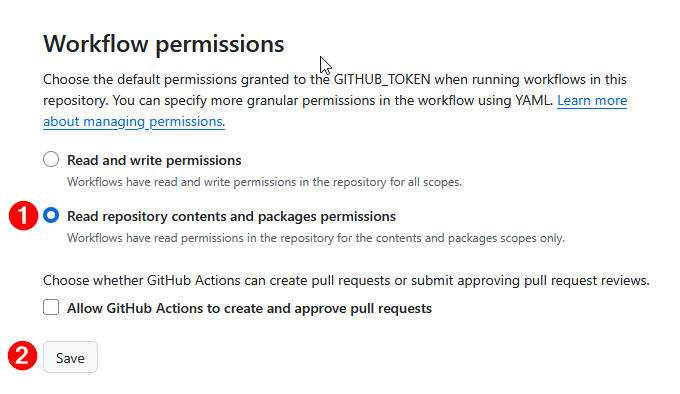 Workflow permissions
Choose the default permissions granted to the GITHUB_TOKEN when running workflows in this
repository. You can specify more granular permissions in the workflow using YAML. Learn more
about managing permissions.
Read and write permissions
Workflows have read and write permissions in the repository for all scopes.
1 Read repository contents and packages permissions
Workflows have read permissions in the repository for the contents and packages scopes only.
Choose whether GitHub Actions can create pull requests or submit approving pull request reviews.
Allow GitHub Actions to create and approve pull requests
2 Save